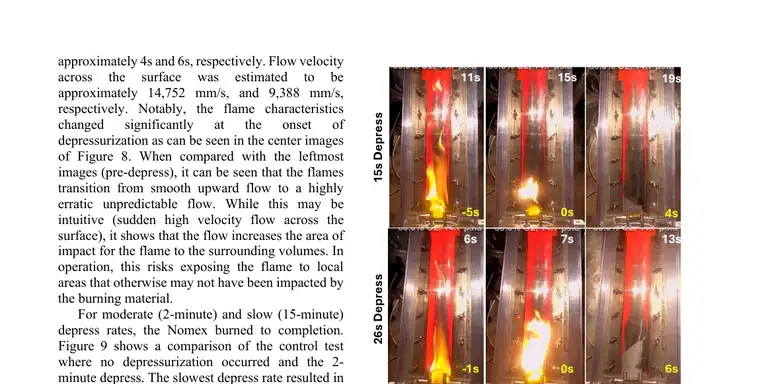 approximately 4s and 6s, respectively. Flow velocity
across the surface was estimated to be
approximately 14,752 mm/s, and 9,388 mm/s,
respectively. Notably, the flame characteristics
changed significantly at the onset of
depressurization as can be seen in the center images
of Figure 8. When compared with the leftmost
images (pre-depress), it can be seen that the flames
transition from smooth upward flow to a highly
erratic unpredictable flow. While this may be
intuitive (sudden high velocity flow across the
surface), it shows that the flow increases the area of
impact for the flame to the surrounding volumes. In
operation, this risks exposing the flame to local
areas that otherwise may not have been impacted by
the burning material.
For moderate (2-minute) and slow (15-minute)
depress rates, the Nomex burned to completion.
Figure 9 shows a comparison of the control test
where no depressurization occurred and the 2-
minute depress. The slowest depress rate resulted in
15s Depress
11s
15s
19s
-5s
0s
4s
26s Depress
6s
7s
13s
-1s
0s
6s